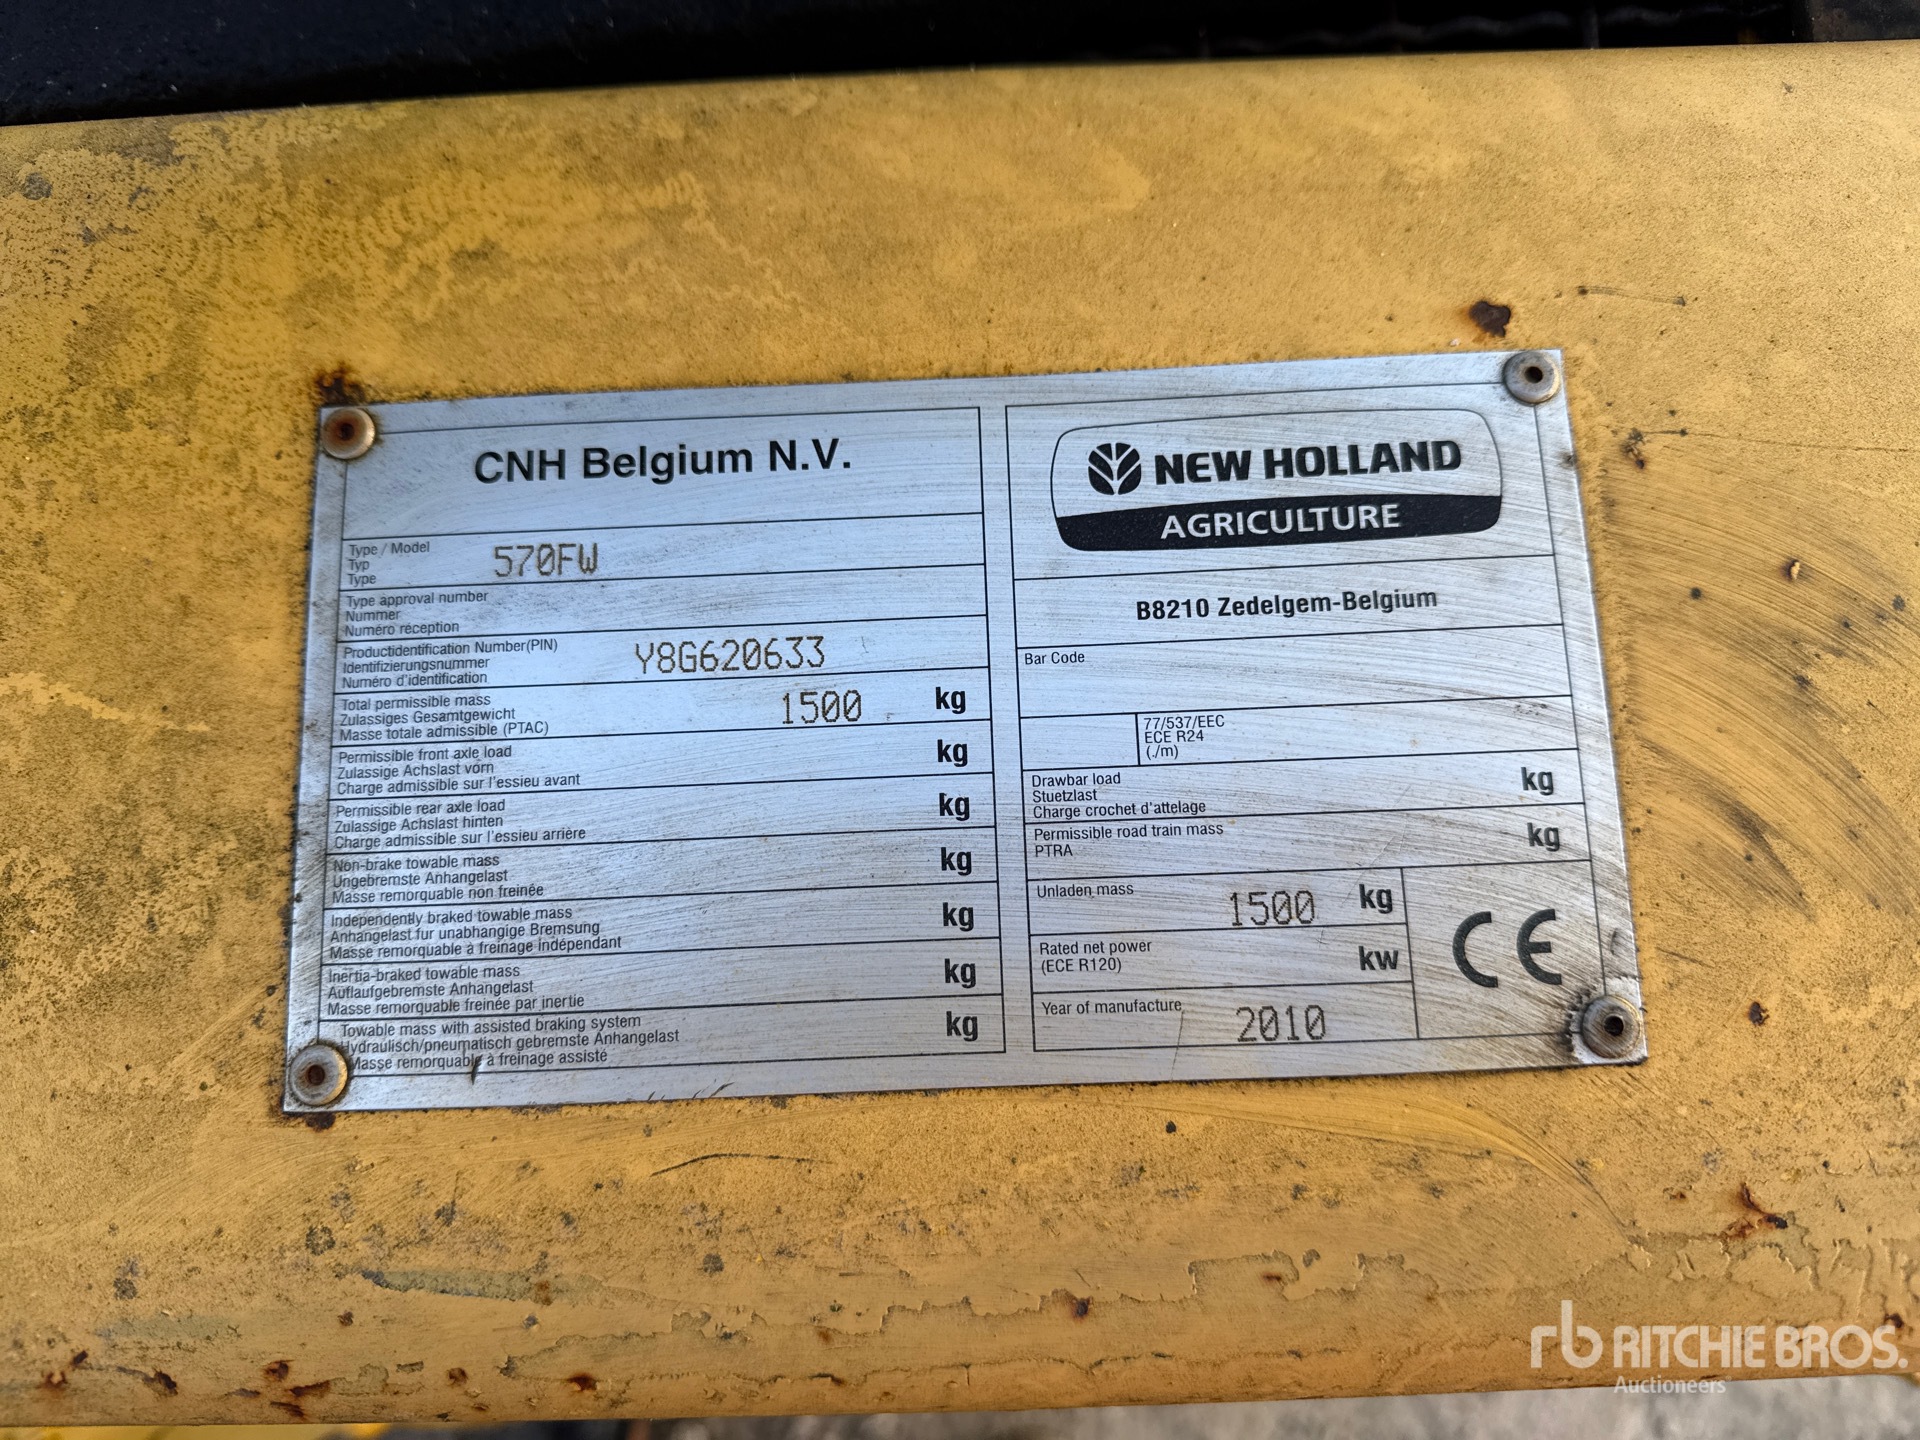 CNH Belgium N.V.
Type / Model
Typ
Type
570FW
Type approval number
Nummer
Numéro réception
Productidentification Number(PIN)
Identifizierungsnummer
Numéro d'identification
Y8G620633
Total permissible mass
Zulassiges Gesamtgewicht
Masse totale admissible (PTAC)
1500 kg
Permissible front axle load
Zulassige Achslast vorn
Charge admissible sur l'essieu avant
kg
Permissible rear axle load
Zulassige Achslast hinten
Charge admissible sur l'essieu arrière
kg
Non-brake towable mass
Ungebremste Anhangelast
Masse remorquable non freinée
kg
Independently braked towable mass
Anhangelast fur unabhangige Bremsung
Masse remorquable à freinage indépendant
kg
Inertia-braked towable mass
Auflaufgebremste Anhangelast
Masse remorquable freinée par inertie
kg
Towable mass with assisted braking system
Hydraulisch/pneumatisch gebremste Anhangelast
Masse remorquable à freinage assisté
kg
NEW HOLLAND
AGRICULTURE
B8210 Zedelgem-Belgium
Bar Code
77/537/EEC
ECE R24
(./m)
Drawbar load
Stuetzlast
Charge crochet d'attelage
kg
Permissible road train mass
PTRA
kg
Unladen mass
1500 kg
Rated net power
(ECE R120)
kw
Year of manufacture
2010
CE
rb RITCHIE BROS.
Auctioneers